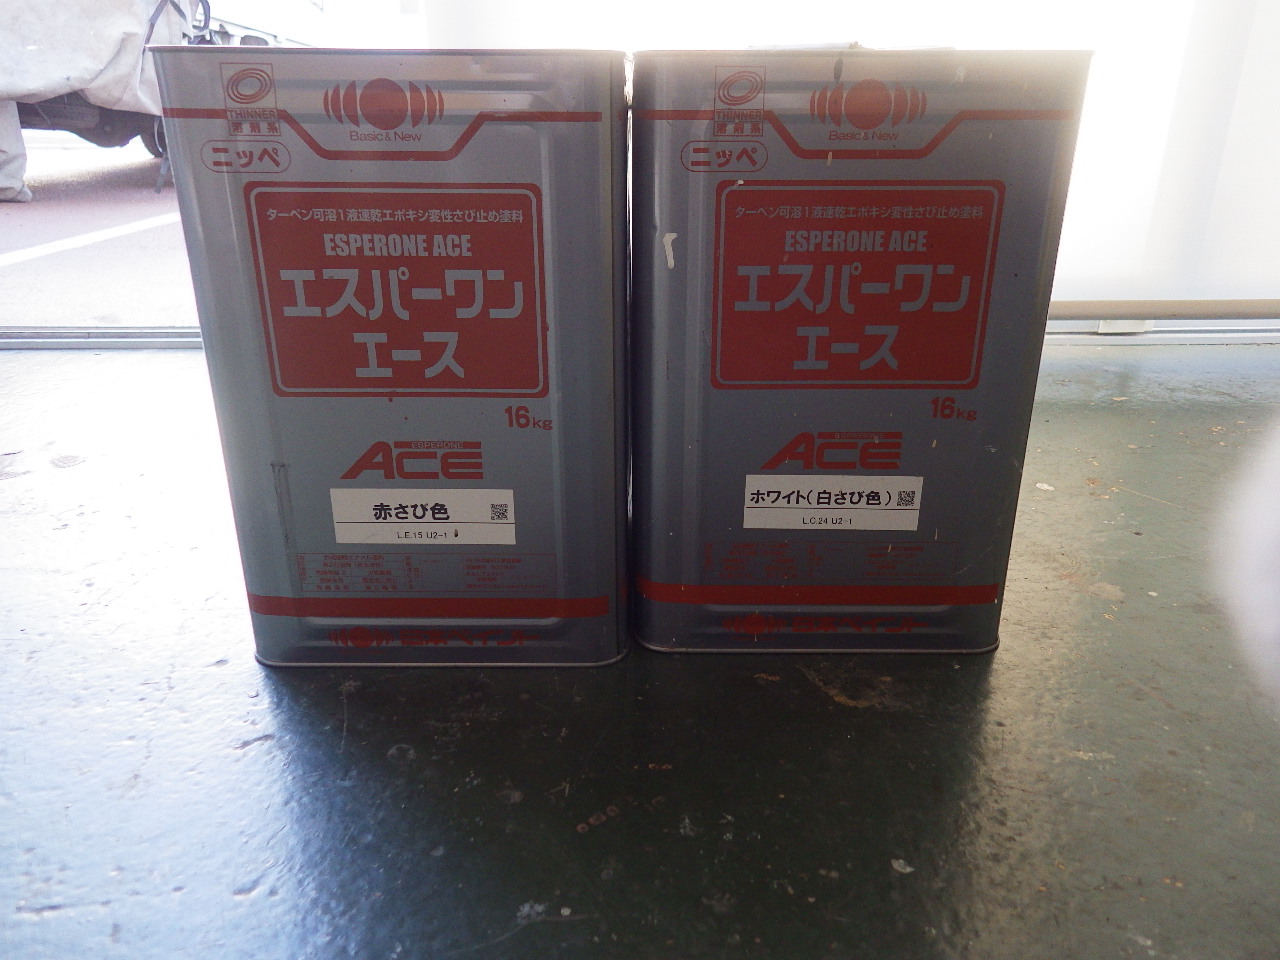 THINNER
溶剤系
Basic & New
ニッペ
ターペン可溶1液速乾エポキシ変性さび止め塗料
ESPERONE ACE
エスパーワン
エース
16kg
ESPERONE
ACE
赤さび色
L.E.15 U2-1
日本ペイント
THINNER
溶剤系
Basic & New
ニッペ
ターペン可溶1液速乾エポキシ変性さび止め塗料
ESPERONE ACE
エスパーワン
エース
16kg
ESPERONE
ACE
ホワイト(白さび色)
L.C.24 U2-1
日本ペイント